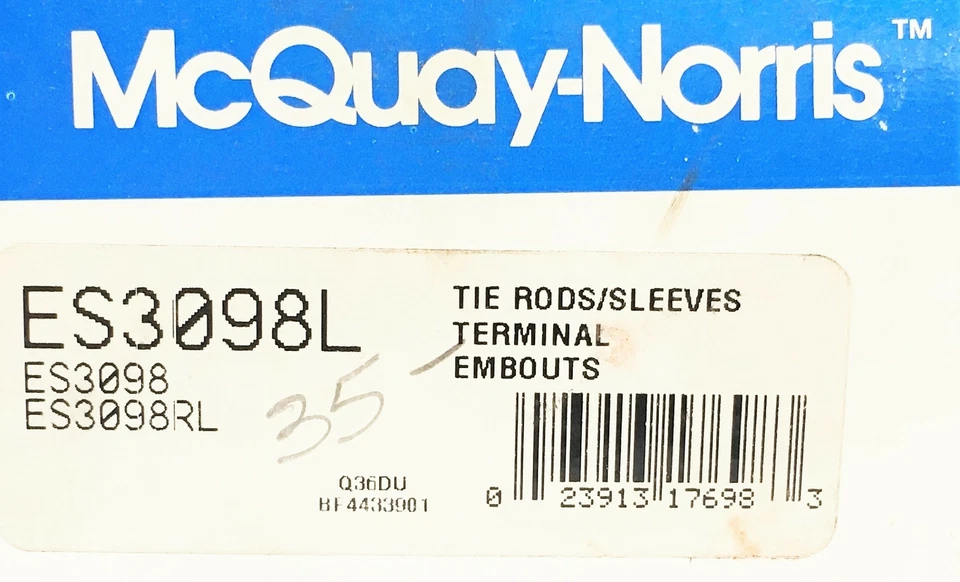 McQuay-Norris™
ES3098L
ES3098
ES3098RL
TIE RODS/SLEEVES
TERMINAL
EMBOUTS
35 -
Q36DU
BF4433901
0 23913 17698 3